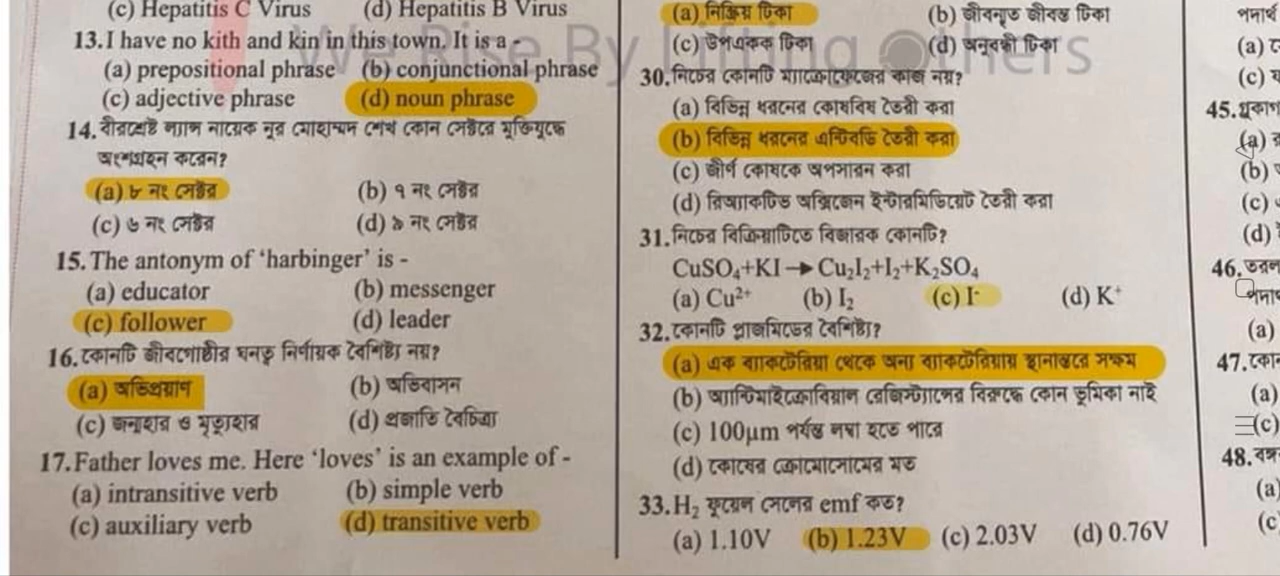 (c) Hepatitis C Virus (d) Hepatitis B Virus
13. I have no kith and kin in this town. It is a -
(a) prepositional phrase (b) conjunctional phrase
(c) adjective phrase (d) noun phrase
14. বীরশ্রেষ্ট ল্যান্স নায়েক নূর মোহাম্মদ শেখ কোন সেক্টরে মুক্তিযুদ্ধে
অংশগ্রহন করেন?
(a) ৮ নং সেক্টর (b) ৭ নং সেক্টর
(c) ৬ নং সেক্টর (d) ৯ নং সেক্টর
15. The antonym of ‘harbinger’ is -
(a) educator (b) messenger
(c) follower (d) leader
16. কোনটি জীবগোষ্ঠীর ঘনত্ব নির্ণায়ক বৈশিষ্ট্য নয়?
(a) অভিপ্রয়াণ (b) অভিবাসন
(c) জন্মহার ও মৃত্যুহার (d) প্রজাতি বৈচিত্র্য
17. Father loves me. Here ‘loves’ is an example of -
(a) intransitive verb (b) simple verb
(c) auxiliary verb (d) transitive verb
We Rise By Lifting Others
(a) নিষ্ক্রিয় টিকা (b) জীবন্মৃত জীবন্ত টিকা
(c) উপএকক টিকা (d) অনুবন্ধী টিকা
30. নিচের কোনটি ম্যাক্রোফেজের কাজ নয়?
(a) বিভিন্ন ধরনের কোষবিষ তৈরী করা
(b) বিভিন্ন ধরনের এন্টিবডি তৈরী করা
(c) জীর্ণ কোষকে অপসারন করা
(d) রিঅ্যাকটিভ অক্সিজেন ইন্টারমিডিয়েট তৈরী করা
31. নিচের বিক্রিয়াটিতে বিজারক কোনটি?
CuSO₄+KI→Cu₂I₂+I₂+K₂SO₄
(a) Cu²⁺ (b) I₂ (c) I⁻ (d) K⁺
32. কোনটি প্লাজমিডের বৈশিষ্ট্য?
(a) এক ব্যাকটেরিয়া থেকে অন্য ব্যাকটেরিয়ায় স্থানান্তরে সক্ষম
(b) অ্যান্টিমাইক্রোবিয়াল রেজিস্ট্যান্সের বিরুদ্ধে কোন ভূমিকা নাই
(c) 100μm পর্যন্ত লম্বা হতে পারে
(d) কোষের ক্রোমোসোমের মত
33. H₂ ফুয়েল সেলের emf কত?
(a) 1.10V (b) 1.23V (c) 2.03V (d) 0.76V
পদার্থ
(a)
(c)
45.
(a)
(b)
(c)
(d)
46. তরল
পদার্থ
(a)
47. কোন
(a)
(c)
48.
(a)
(c